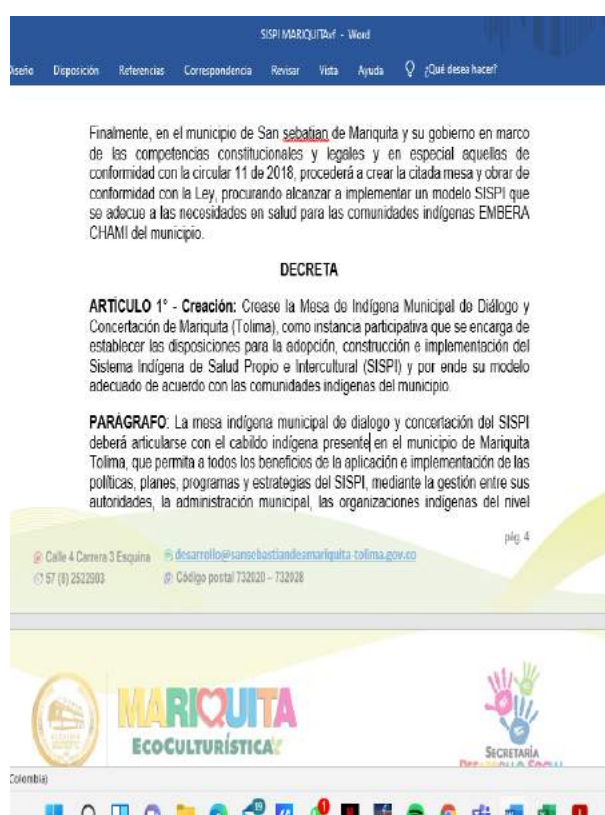 SISPI MARIQUITAvf - Word
Diseño Disposición Referencias Correspondencia Revisar Vista Ayuda ¿Qué desea hacer?
Finalmente, en el municipio de San sebatian de Mariquita y su gobierno en marco
de las competencias constitucionales y legales y en especial aquellas de
conformidad con la circular 11 de 2018, procederá a crear la citada mesa y obrar de
conformidad con la Ley, procurando alcanzar a implementar un modelo SISPI que
se adecue a las necesidades en salud para las comunidades indígenas EMBERA
CHAMI del municipio.
DECRETA
ARTÍCULO 1° - Creación: Crease la Mesa de Indígena Municipal de Diálogo y
Concertación de Mariquita (Tolima), como instancia participativa que se encarga de
establecer las disposiciones para la adopción, construcción e implementación del
Sistema Indígena de Salud Propio e Intercultural (SISPI) y por ende su modelo
adecuado de acuerdo con las comunidades indígenas del municipio.
PARÁGRAFO: La mesa indígena municipal de dialogo y concertación del SISPI
deberá articularse con el cabildo indígena presente en el municipio de Mariquita
Tolima, que permita a todos los beneficios de la aplicación e implementación de las
políticas, planes, programas y estrategias del SISPI, mediante la gestión entre sus
autoridades, la administración municipal, las organizaciones indígenas del nivel
pág. 4
Calle 4 Carrera 3 Esquina desarrollo@sansebastiandeamariquita-tolima.gov.co
57 (8) 2522903 Código postal 732020 – 732028
MARIQUITA
ECOCULTURÍSTICA
SECRETARÍA
DESARROLLO SOCIAL
Colombia)
19
1